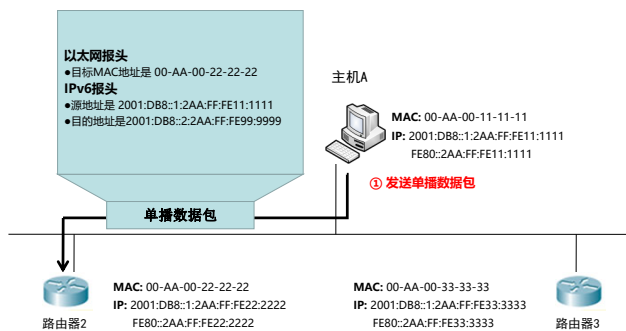 以太网报头
●目标MAC地址是 00-AA-00-22-22-22
IPv6报头
●源地址是 2001:DB8::1:2AA:FF:FE11:1111
●目的地址是2001:DB8::2:2AA:FF:FE99:9999
主机A
MAC: 00-AA-00-11-11-11
IP: 2001:DB8::1:2AA:FF:FE11:1111
FE80::2AA:FF:FE11:1111
① 发送单播数据包
单播数据包
MAC: 00-AA-00-22-22-22
IP: 2001:DB8::1:2AA:FF:FE22:2222
FE80::2AA:FF:FE22:2222
路由器2
MAC: 00-AA-00-33-33-33
IP: 2001:DB8::1:2AA:FF:FE33:3333
FE80::2AA:FF:FE33:3333
路由器3